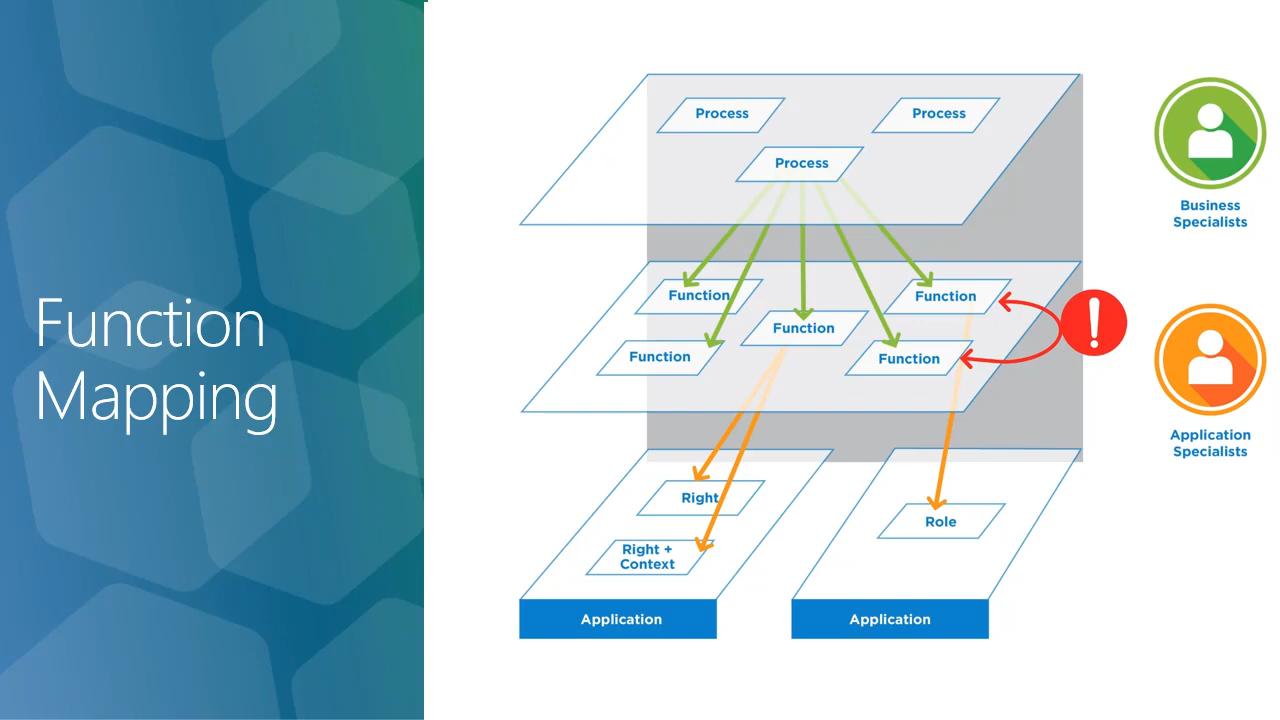 Function
Mapping
Process
Process
Process
Business
Specialists
Function
Function
Function
Function
Function
Application
Specialists
Right
Right +
Context
Role
Application
Application